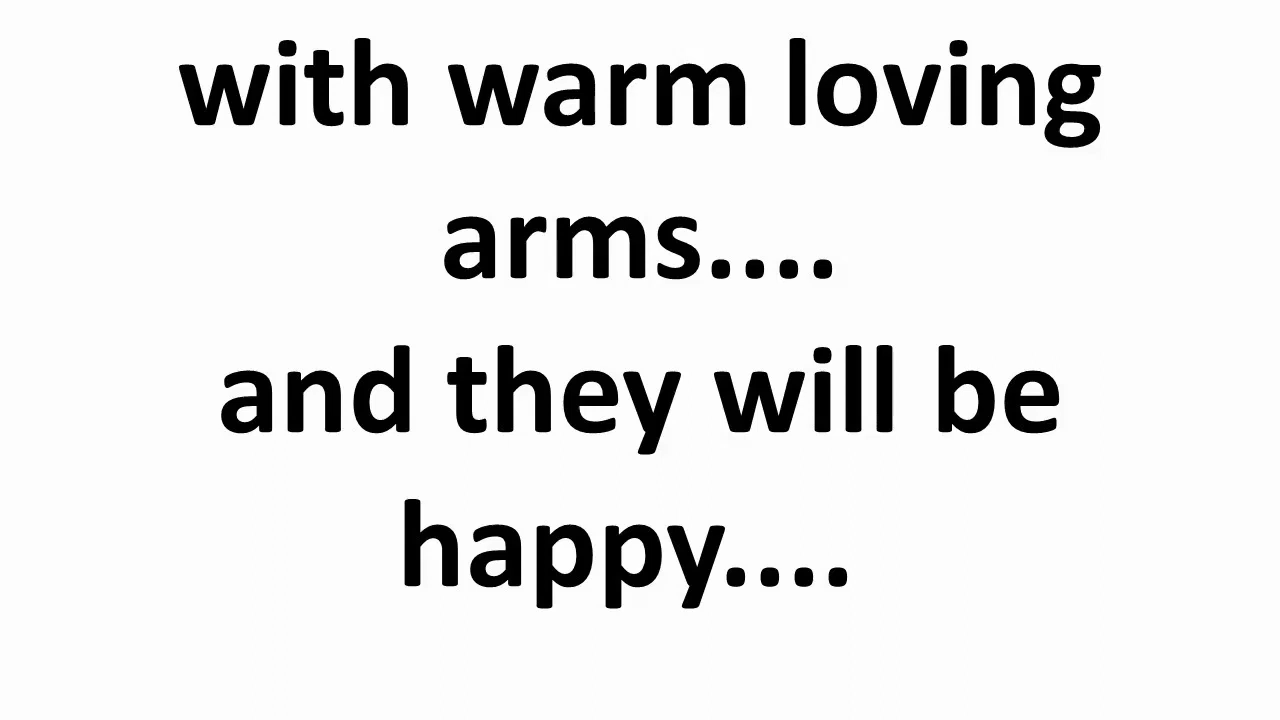 with warm loving
arms....
and they will be
happy....